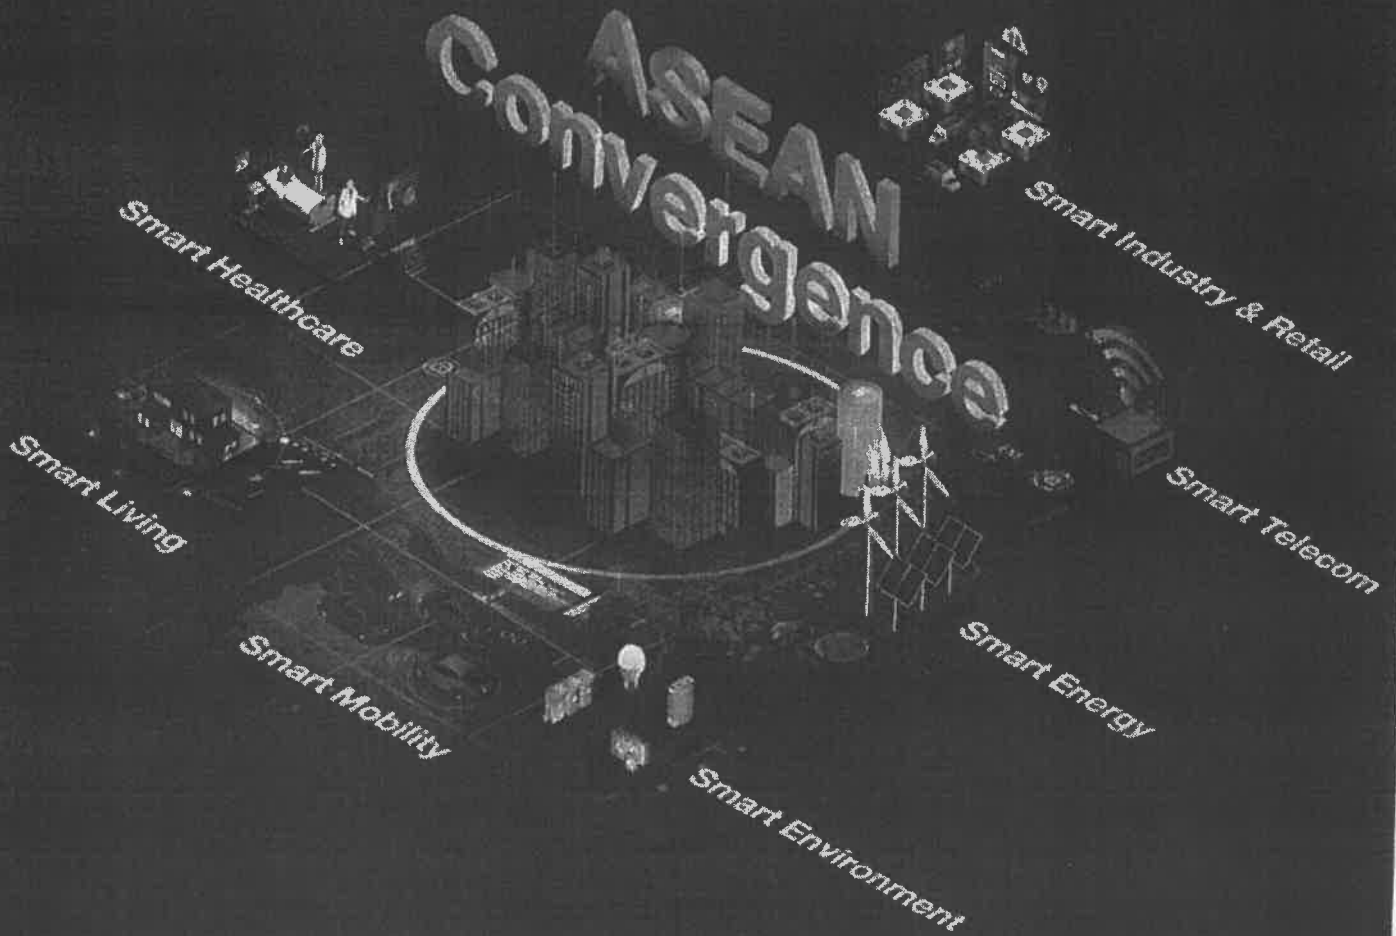 ASEAN
Convergence
Smart Industry & Retail
Smart Healthcare
Smart Telecom
Smart Living
Smart Energy
Smart Mobility
Smart Environment